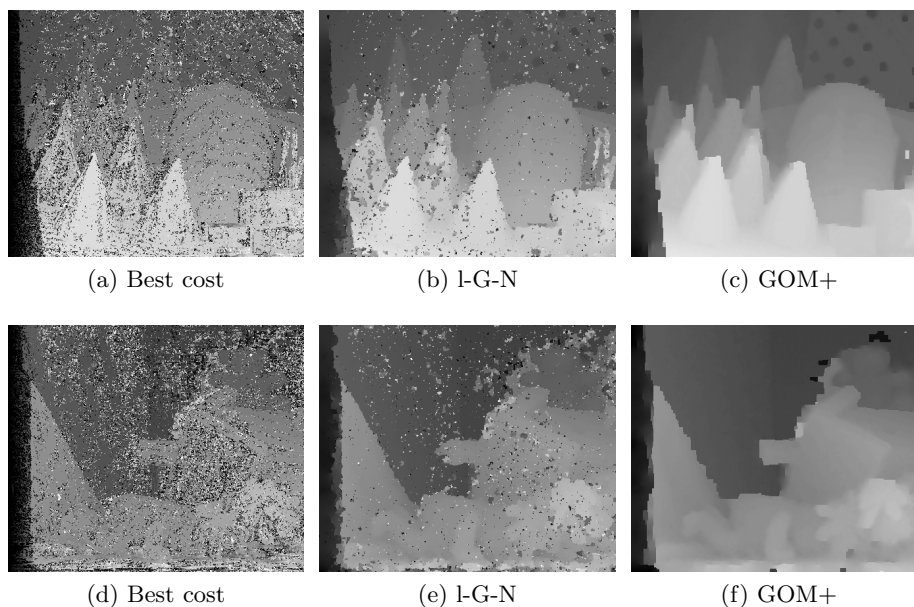 (a) Best cost
(b) l-G-N
(c) GOM+
(d) Best cost
(e) l-G-N
(f) GOM+